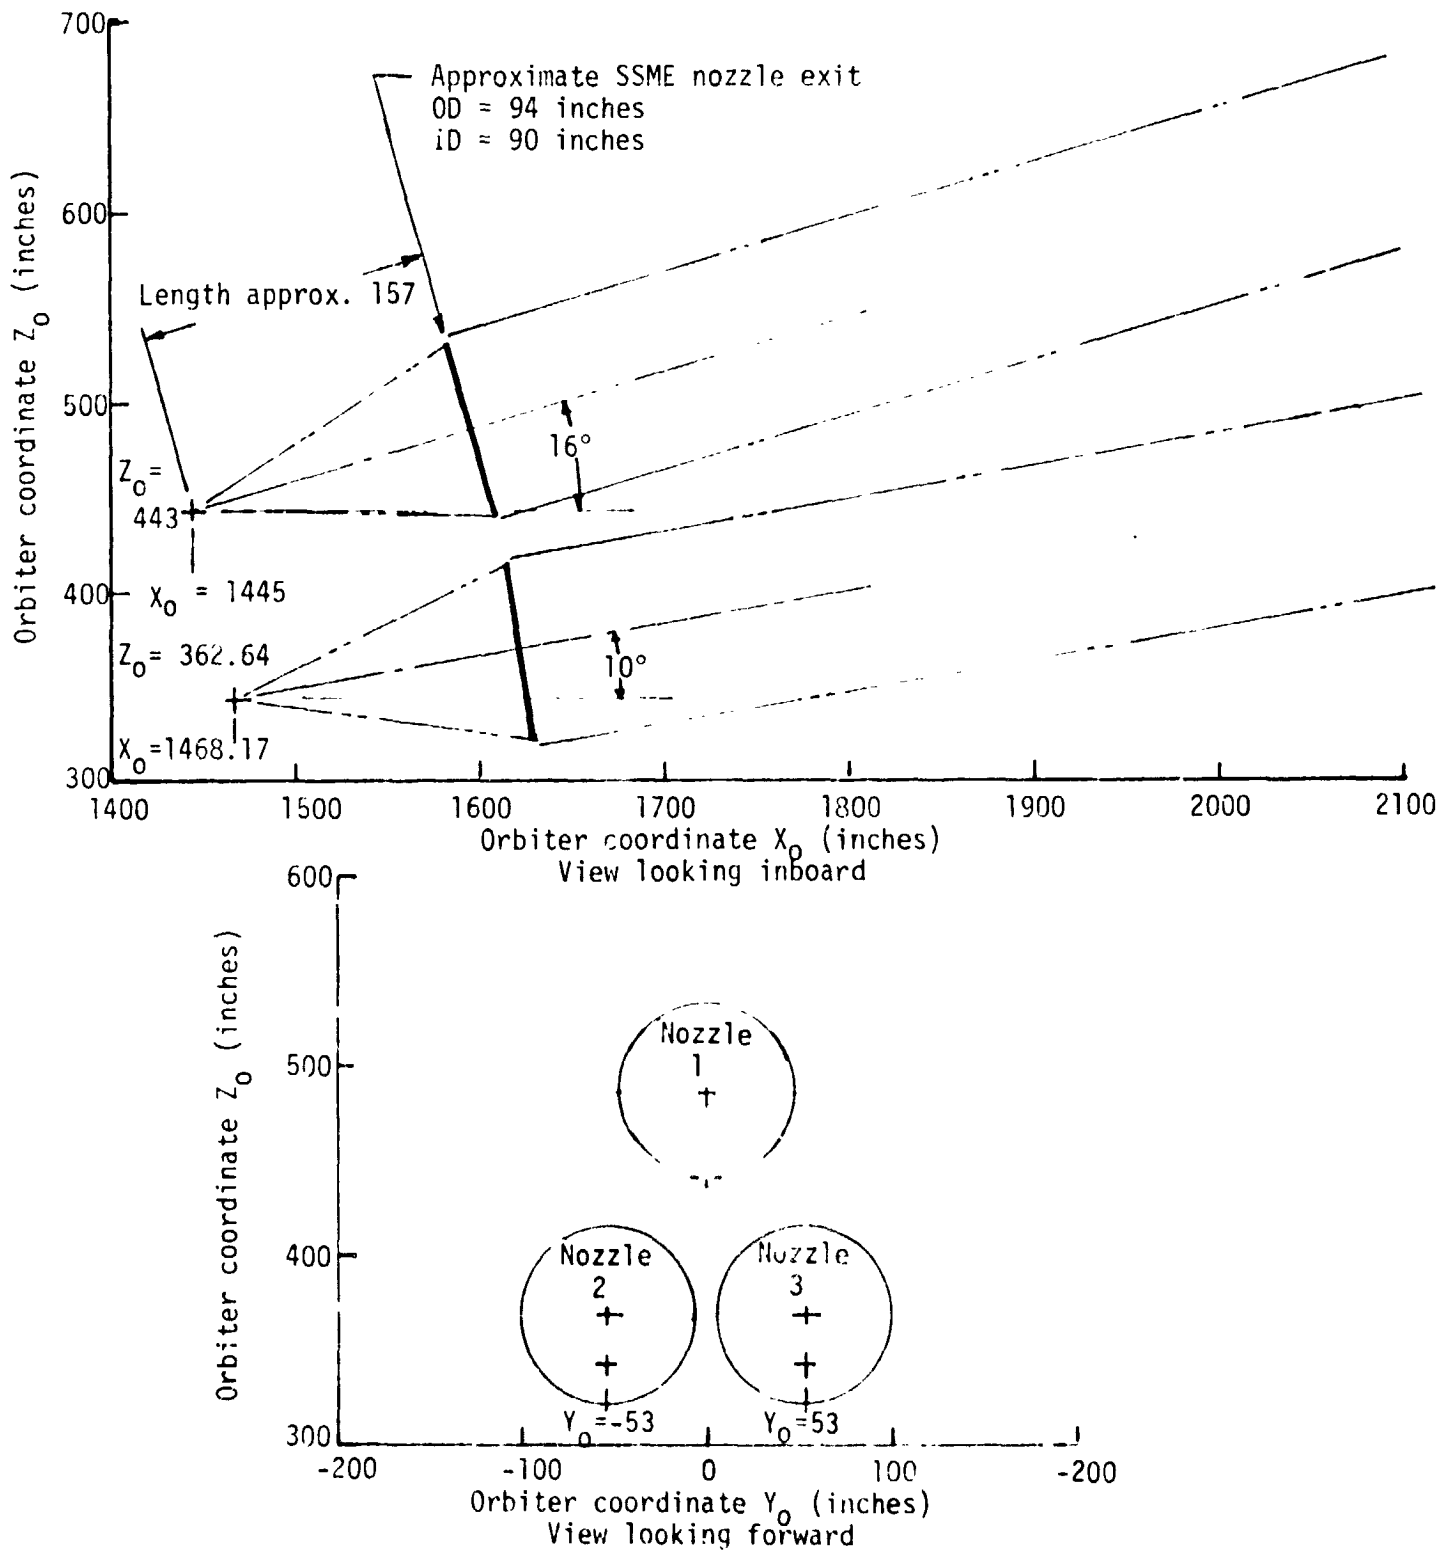 700
600
500
400
300
Orbiter coordinate Zo (inches)
Approximate SSME nozzle exit
OD = 94 inches
iD = 90 inches
Length approx. 157
16°
Zo=
443
Xo = 1445
Zo= 362.64
10°
Xo=1468.17
1400 1500 1600 1700 1800 1900 2000 2100
Orbiter coordinate Xo (inches)
View looking inboard
600
500
400
300
Orbiter coordinate Zo (inches)
Nozzle
1
Nozzle
2
Nozzle
3
Yo=-53
Yo=53
-200 -100 0 100 -200
Orbiter coordinate Yo (inches)
View looking forward